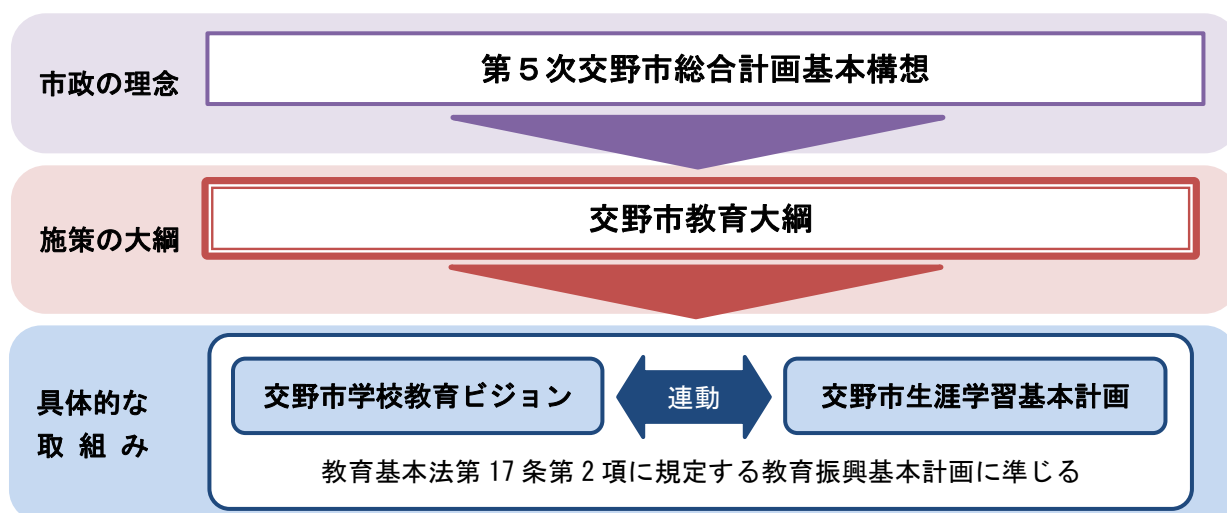 市政の理念
第５次交野市総合計画基本構想
施策の大綱
交野市教育大綱
具体的な
取 組 み
交野市学校教育ビジョン
連動
交野市生涯学習基本計画
教育基本法第 17 条第 2 項に規定する教育振興基本計画に準じる